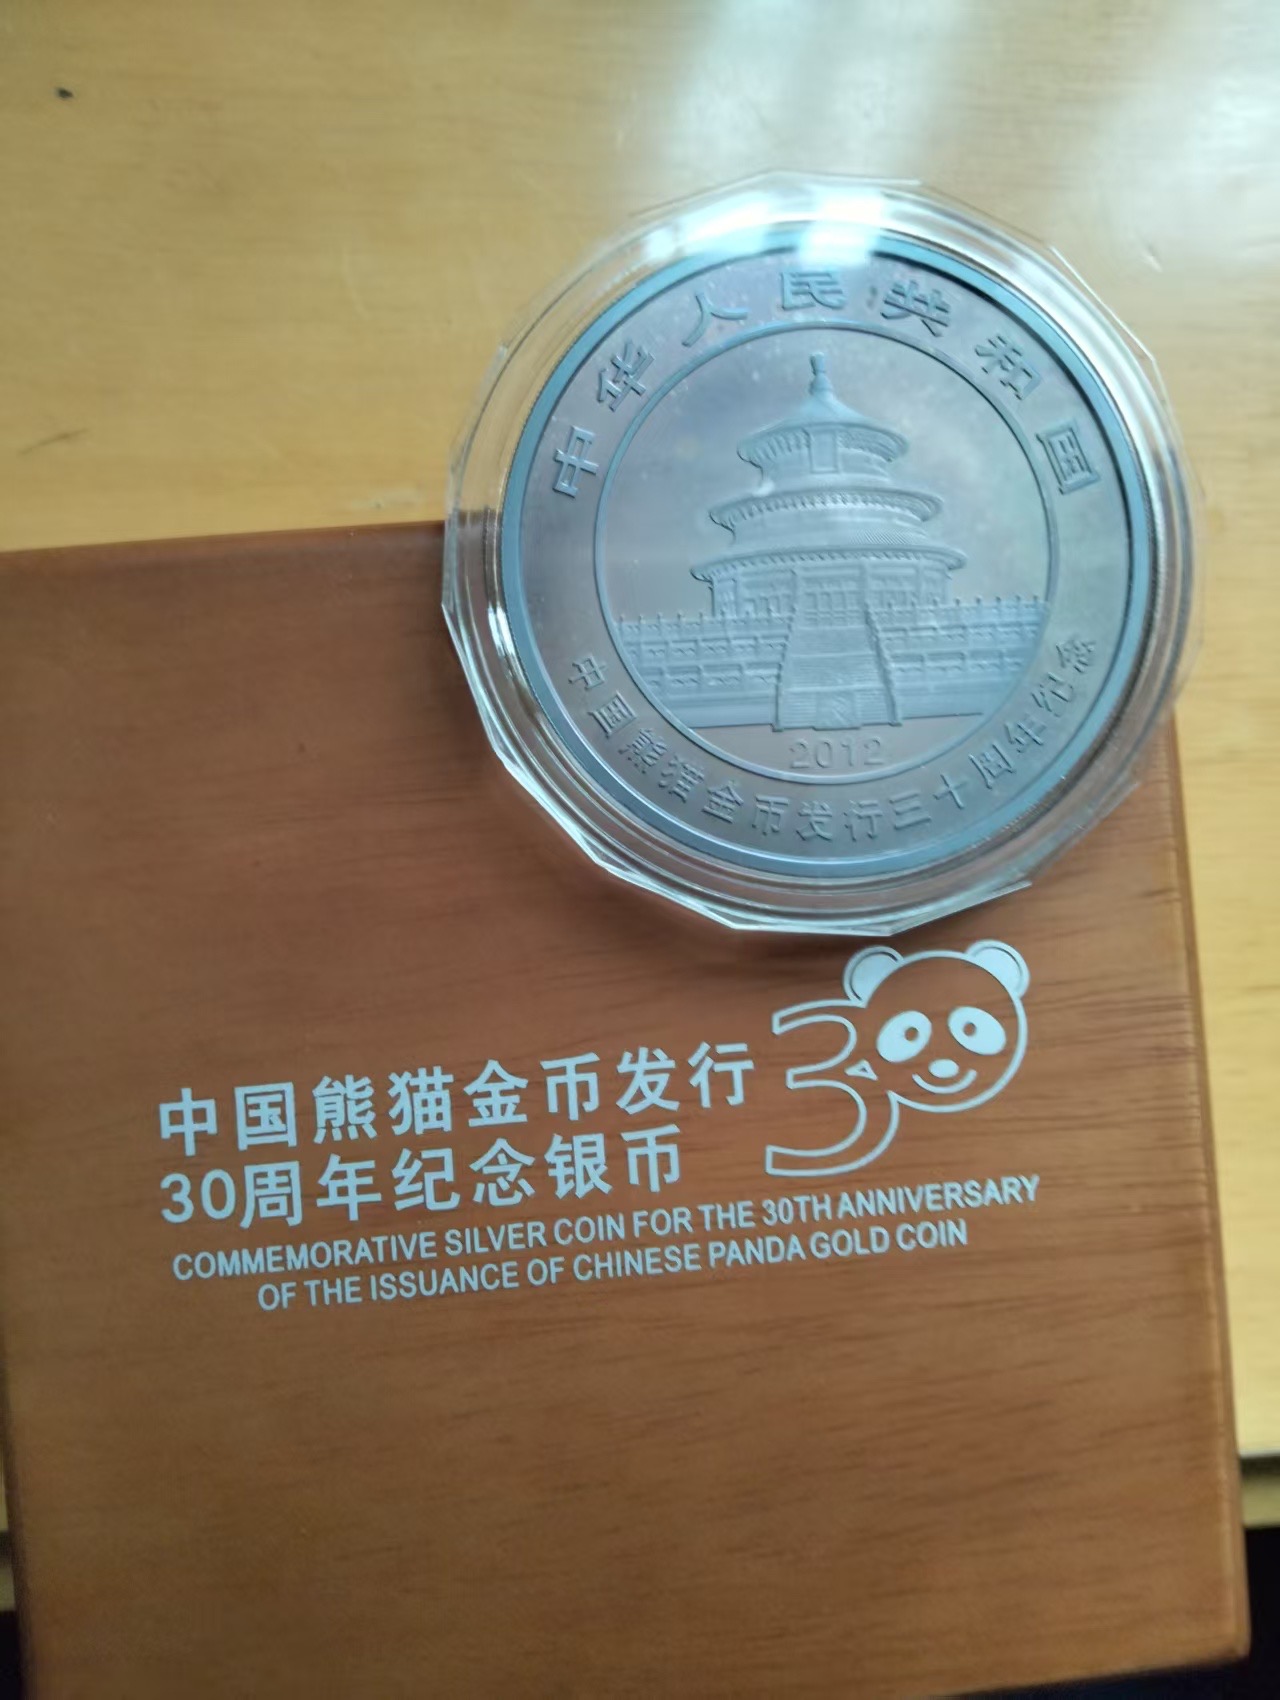 中华人民共和国
2012
中国熊猫金币发行三十周年纪念
中国熊猫金币发行
30周年纪念银币
30
COMMEMORATIVE SILVER COIN FOR THE 30TH ANNIVERSARY
OF THE ISSUANCE OF CHINESE PANDA GOLD COIN